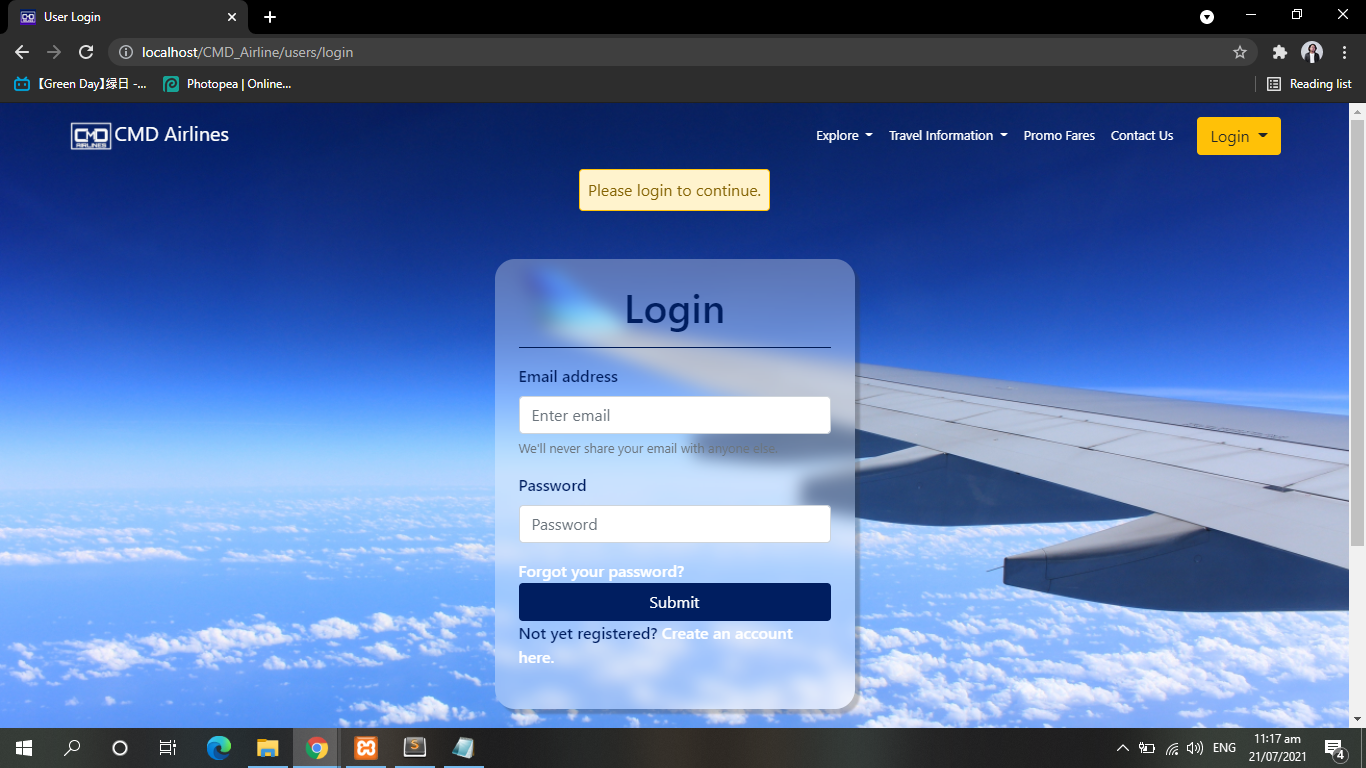 User Login
localhost/CMD_Airline/users/login
【Green Day】绿日 -...
Photopea | Online...
Reading list
CMD AIRLINES
CMD Airlines
Explore
Travel Information
Promo Fares
Contact Us
Login
Please login to continue.
Login
Email address
Enter email
We'll never share your email with anyone else.
Password
Password
Forgot your password?
Submit
Not yet registered? Create an account
here.
ENG
11:17 am
21/07/2021
4